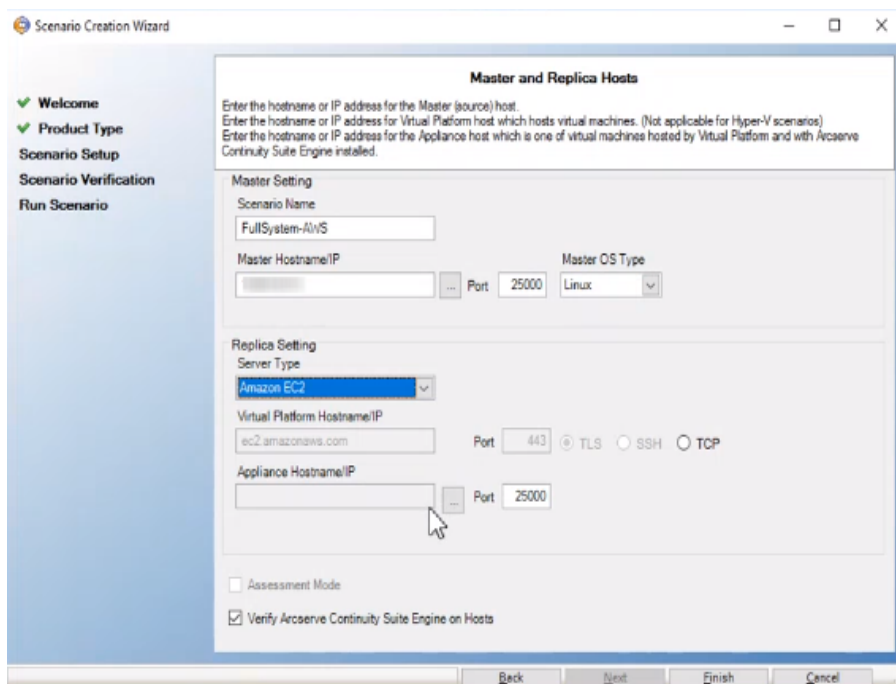 Scenario Creation Wizard
Welcome
Product Type
Scenario Setup
Scenario Verification
Run Scenario
Master and Replica Hosts
Enter the hostname or IP address for the Master (source) host.
Enter the hostname or IP address for Virtual Platform host which hosts virtual machines. (Not applicable for Hyper-V scenarios)
Enter the hostname or IP address for the Appliance host which is one of virtual machines hosted by Virtual Platform and with Arcserve
Continuity Suite Engine installed.
Master Setting
Scenario Name
FullSystem-AWS
Master Hostname/IP Master OS Type
... Port 25000 Linux
Replica Setting
Server Type
Amazon EC2
Virtual Platform Hostname/IP
ec2.amazonaws.com Port 443 TLS SSH TCP
Appliance Hostname/IP
... Port 25000
Assessment Mode
Verify Arcserve Continuity Suite Engine on Hosts
Back Next Finish Cancel